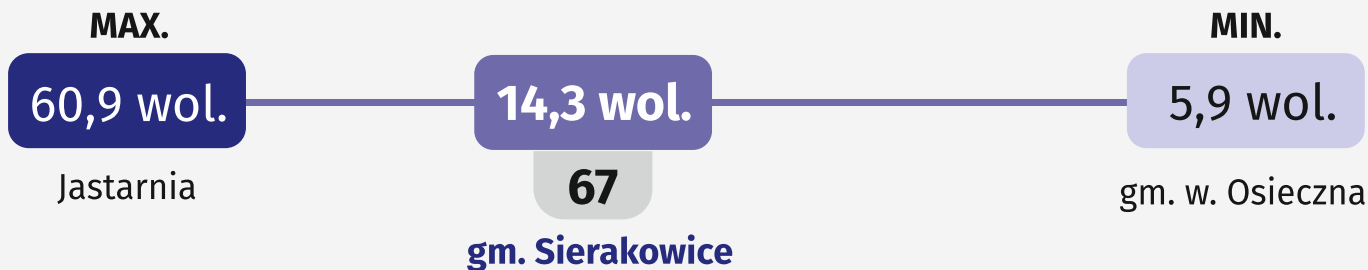 MAX.
60,9 wol.
Jastarnia
14,3 wol.
67
gm. Sierakowice
MIN.
5,9 wol.
gm. w. Osieczna